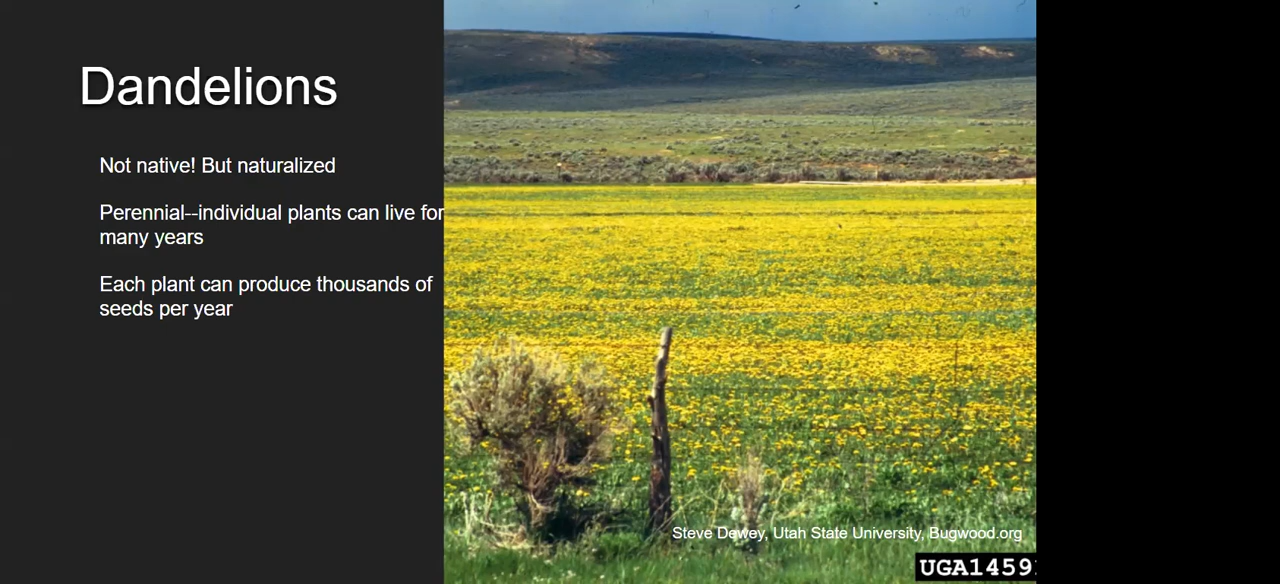 Dandelions
Not native! But naturalized
Perennial--individual plants can live for
many years
Each plant can produce thousands of
seeds per year
Steve Dewey, Utah State University, Bugwood.org
UGA1459